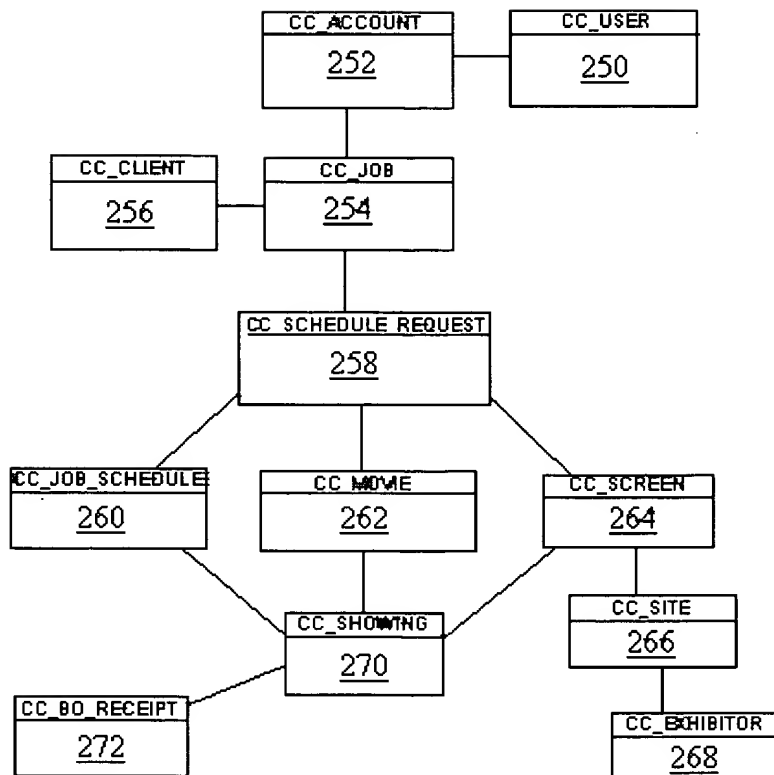 CC_ACCOUNT
252
CC_USER
250
CC_CLIENT
256
CC_JOB
254
CC_SCHEDULE_REQUEST
258
CC_JOB_SCHEDULE
260
CC_MOVIE
262
CC_SCREEN
264
CC_SITE
266
CC_SHOWING
270
CC_BO_RECEIPT
272
CC_EXHIBITOR
268